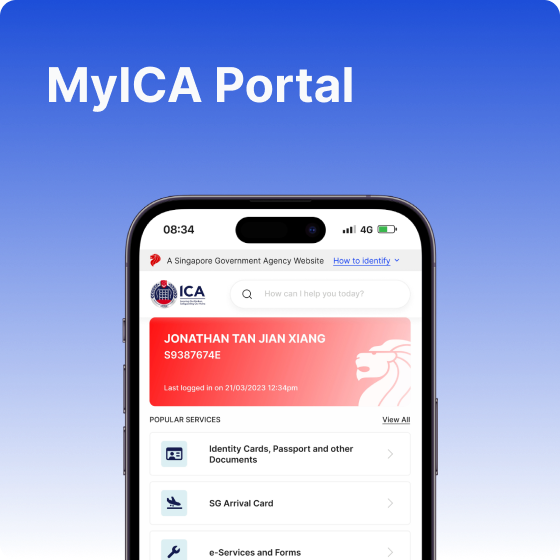 MyICA Portal
08:34
4G
A Singapore Government Agency Website How to identify
ICA
How can I help you today?
JONATHAN TAN JIAN XIANG
S9387674E
Last logged in on 21/03/2023 12:34pm
POPULAR SERVICES
View All
Identity Cards, Passport and other
Documents
SG Arrival Card
e-Services and Forms